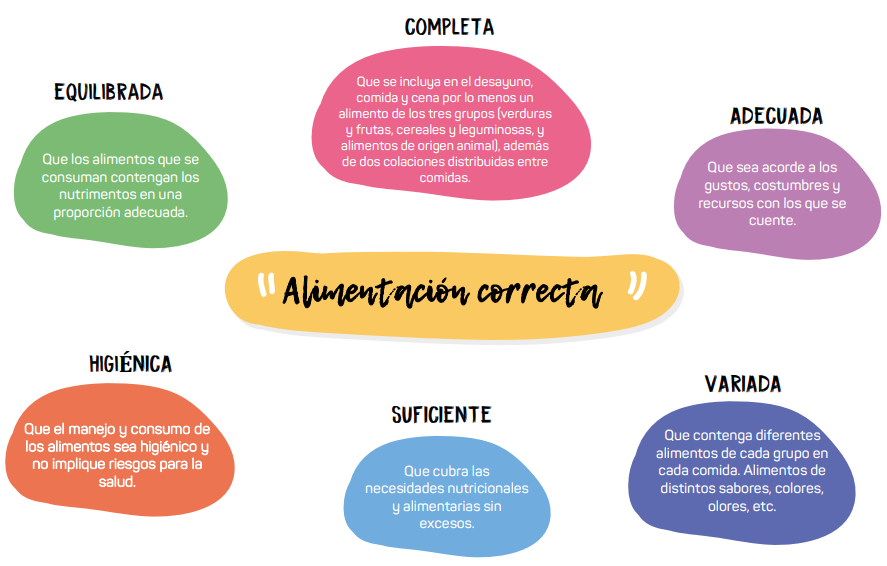 COMPLETA
Que se incluya en el desayuno,
comida y cena por lo menos un
alimento de los tres grupos (verduras
y frutas, cereales y leguminosas, y
alimentos de origen animal), además
de dos colaciones distribuidas entre
comidas.
EQUILIBRADA
Que los alimentos que se
consuman contengan los
nutrimentos en una
proporción adecuada.
ADECUADA
Que sea acorde a los
gustos, costumbres y
recursos con los que se
cuente.
"Alimentación correcta"
HIGIÉNICA
Que el manejo y consumo de
los alimentos sea higiénico y
no implique riesgos para la
salud.
SUFICIENTE
Que cubra las
necesidades nutricionales
y alimentarias sin
excesos.
VARIADA
Que contenga diferentes
alimentos de cada grupo en
cada comida. Alimentos de
distintos sabores, colores,
olores, etc.